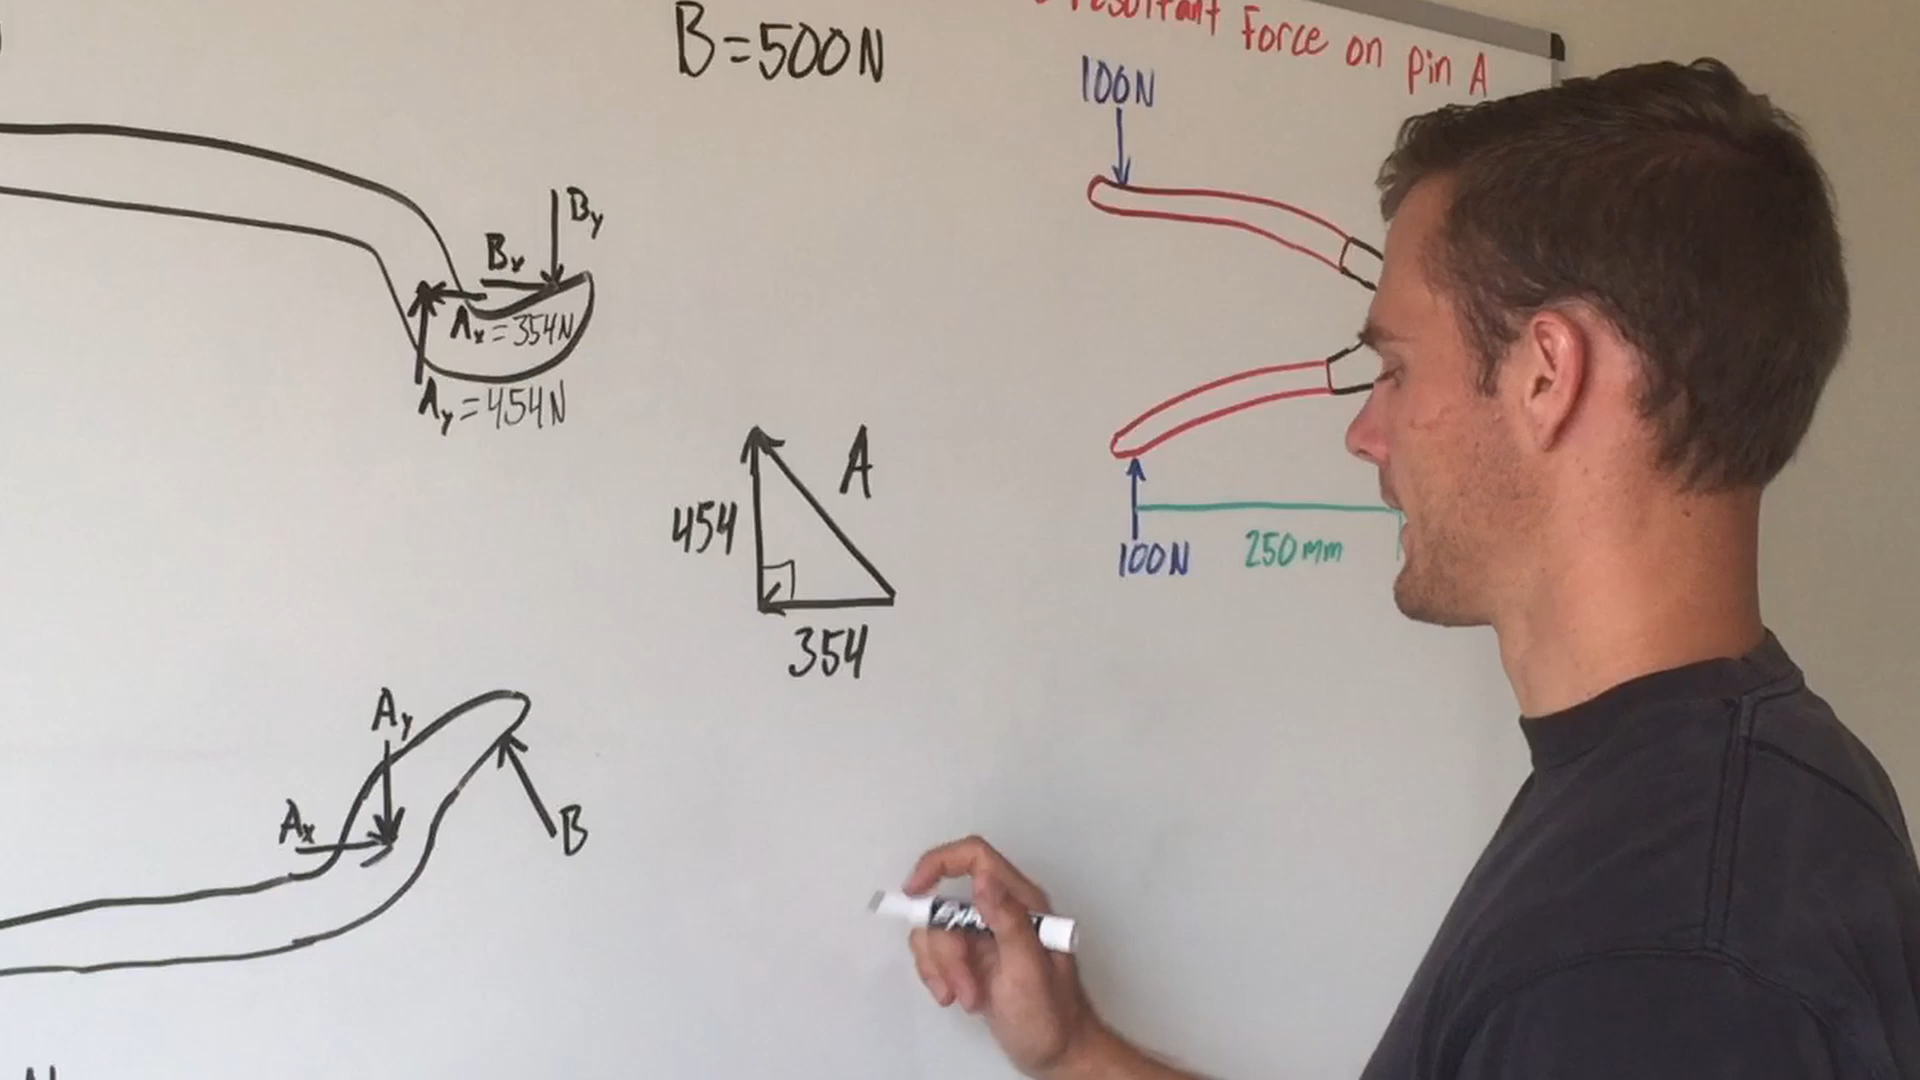 B=500N
resultant Force on pin A
100N
By
Bx
Ax=354N
Ay=454N
A
454
354
100N
250mm
Ay
Ax
B